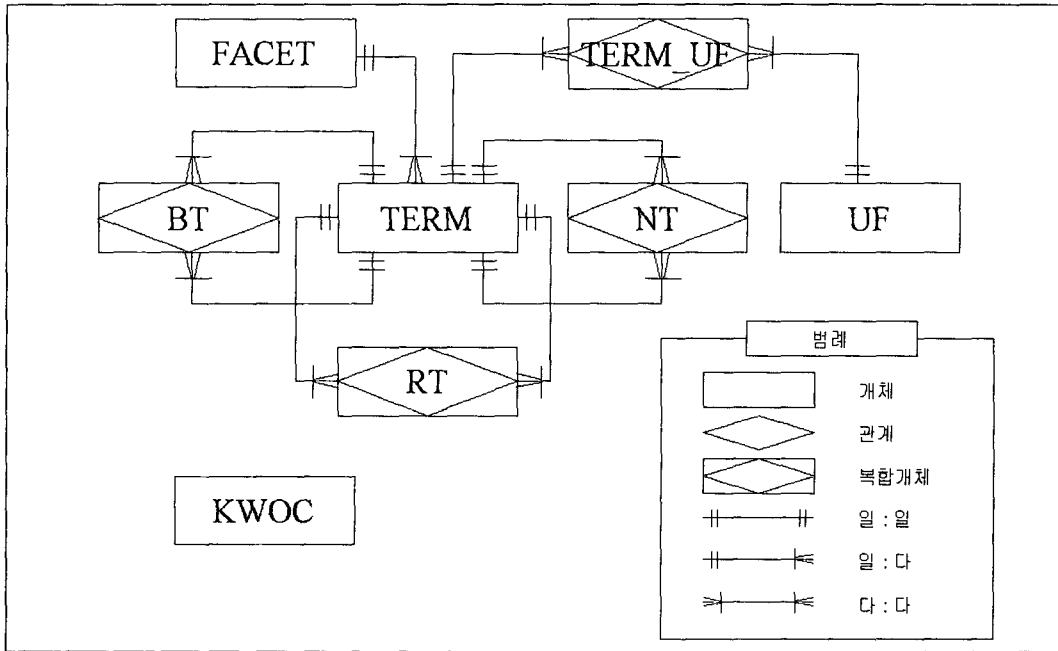 FACET
TERM_UF
BT
TERM
NT
UF
RT
KWOC
범례
개체
관계
복합개체
일 : 일
일 : 다
다 : 다